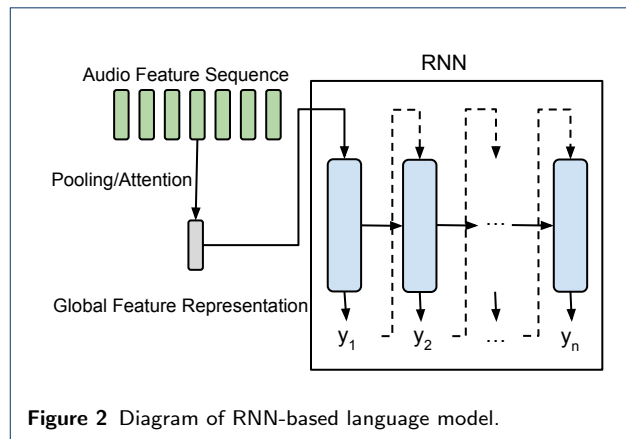 RNN
Audio Feature Sequence
Pooling/Attention
...
Global Feature Representation
y1 y2 ... yn
Figure 2 Diagram of RNN-based language model.